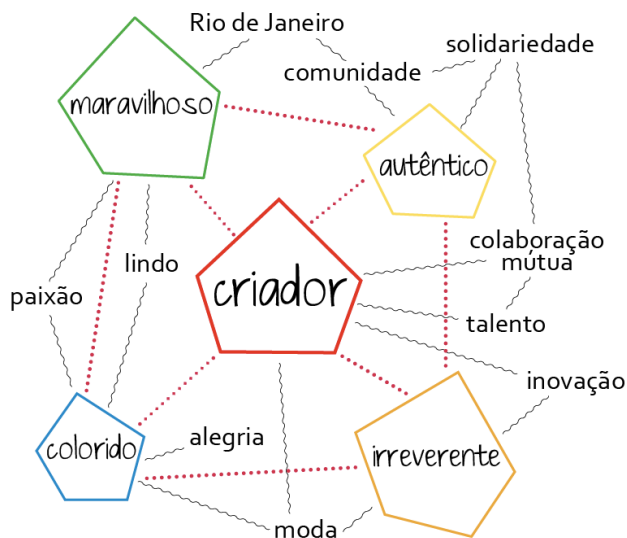 Rio de Janeiro
solidariedade
comunidade
maravilhoso
autêntico
colaboração
mútua
lindo
criador
paixão
talento
inovação
alegria
colorido
irreverente
moda